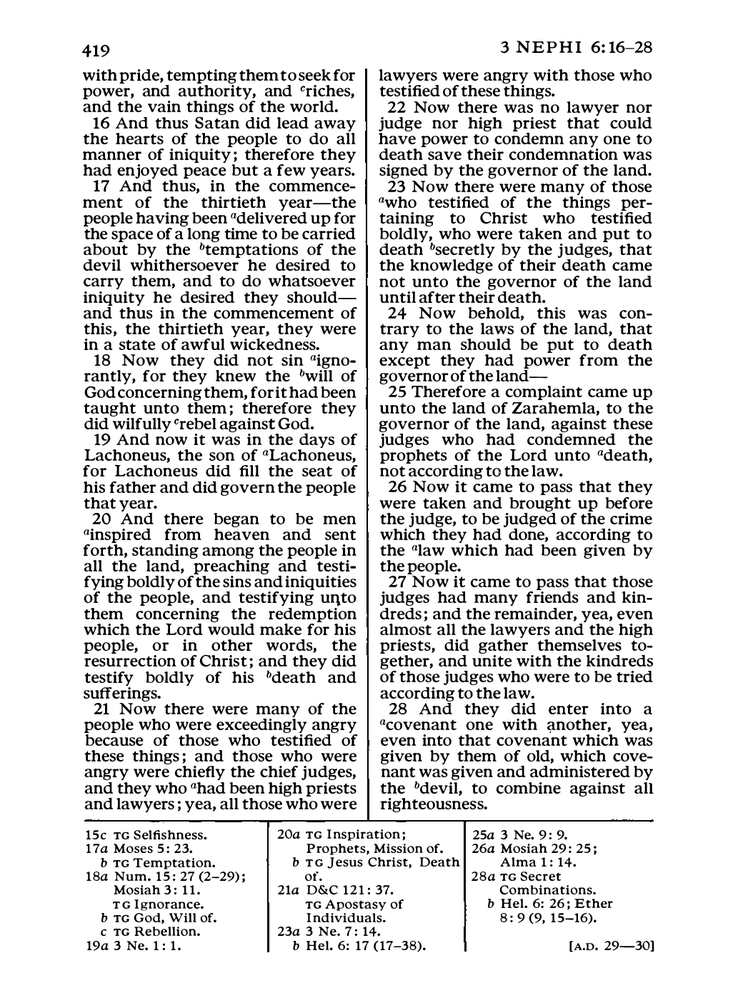 419
3 NEPHI 6:16–28
with pride, tempting them to seek for
power, and authority, and criches,
and the vain things of the world.
16 And thus Satan did lead away
the hearts of the people to do all
manner of iniquity; therefore they
had enjoyed peace but a few years.
17 And thus, in the commence-
ment of the thirtieth year—the
people having been adelivered up for
the space of a long time to be carried
about by the btemptations of the
devil whithersoever he desired to
carry them, and to do whatsoever
iniquity he desired they should—
and thus in the commencement of
this, the thirtieth year, they were
in a state of awful wickedness.
18 Now they did not sin aigno-
rantly, for they knew the bwill of
God concerning them, for it had been
taught unto them; therefore they
did wilfully crebel against God.
19 And now it was in the days of
Lachoneus, the son of aLachoneus,
for Lachoneus did fill the seat of
his father and did govern the people
that year.
20 And there began to be men
ainspired from heaven and sent
forth, standing among the people in
all the land, preaching and testi-
fying boldly of the sins and iniquities
of the people, and testifying unto
them concerning the redemption
which the Lord would make for his
people, or in other words, the
resurrection of Christ; and they did
testify boldly of his bdeath and
sufferings.
21 Now there were many of the
people who were exceedingly angry
because of those who testified of
these things; and those who were
angry were chiefly the chief judges,
and they who ahad been high priests
and lawyers; yea, all those who were
lawyers were angry with those who
testified of these things.
22 Now there was no lawyer nor
judge nor high priest that could
have power to condemn any one to
death save their condemnation was
signed by the governor of the land.
23 Now there were many of those
awho testified of the things per-
taining to Christ who testified
boldly, who were taken and put to
death bsecretly by the judges, that
the knowledge of their death came
not unto the governor of the land
until after their death.
24 Now behold, this was con-
trary to the laws of the land, that
any man should be put to death
except they had power from the
governor of the land—
25 Therefore a complaint came up
unto the land of Zarahemla, to the
governor of the land, against these
judges who had condemned the
prophets of the Lord unto adeath,
not according to the law.
26 Now it came to pass that they
were taken and brought up before
the judge, to be judged of the crime
which they had done, according to
the alaw which had been given by
the people.
27 Now it came to pass that those
judges had many friends and kin-
dreds; and the remainder, yea, even
almost all the lawyers and the high
priests, did gather themselves to-
gether, and unite with the kindreds
of those judges who were to be tried
according to the law.
28 And they did enter into a
acovenant one with another, yea,
even into that covenant which was
given by them of old, which cove-
nant was given and administered by
the bdevil, to combine against all
righteousness.
15c TG Selfishness.
17a Moses 5: 23.
b TG Temptation.
18a Num. 15: 27 (2–29);
Mosiah 3: 11.
TG Ignorance.
b TG God, Will of.
c TG Rebellion.
19a 3 Ne. 1: 1.
20a TG Inspiration;
Prophets, Mission of.
b TG Jesus Christ, Death
of.
21a D&C 121: 37.
TG Apostasy of
Individuals.
23a 3 Ne. 7: 14.
b Hel. 6: 17 (17–38).
25a 3 Ne. 9: 9.
26a Mosiah 29: 25;
Alma 1: 14.
28a TG Secret
Combinations.
b Hel. 6: 26; Ether
8: 9 (9, 15–16).
[A.D. 29—30]